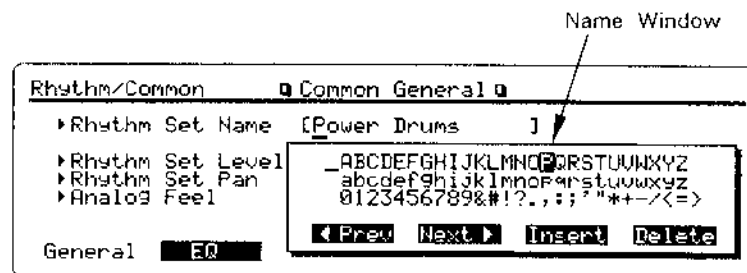 Name Window
Rhythm/Common Common General
Rhythm Set Name [Power Drums ]
Rhythm Set Level
Rhythm Set Pan
Analog Feel
_ABCDEFGHIJKLMNOPQRSTUVWXYZ
abcdefghijklmnopqrstuvwxyz
0123456789&#!?.,:;'"*+-/<=>
◀ Prev Next ▶ Insert Delete
General EQ